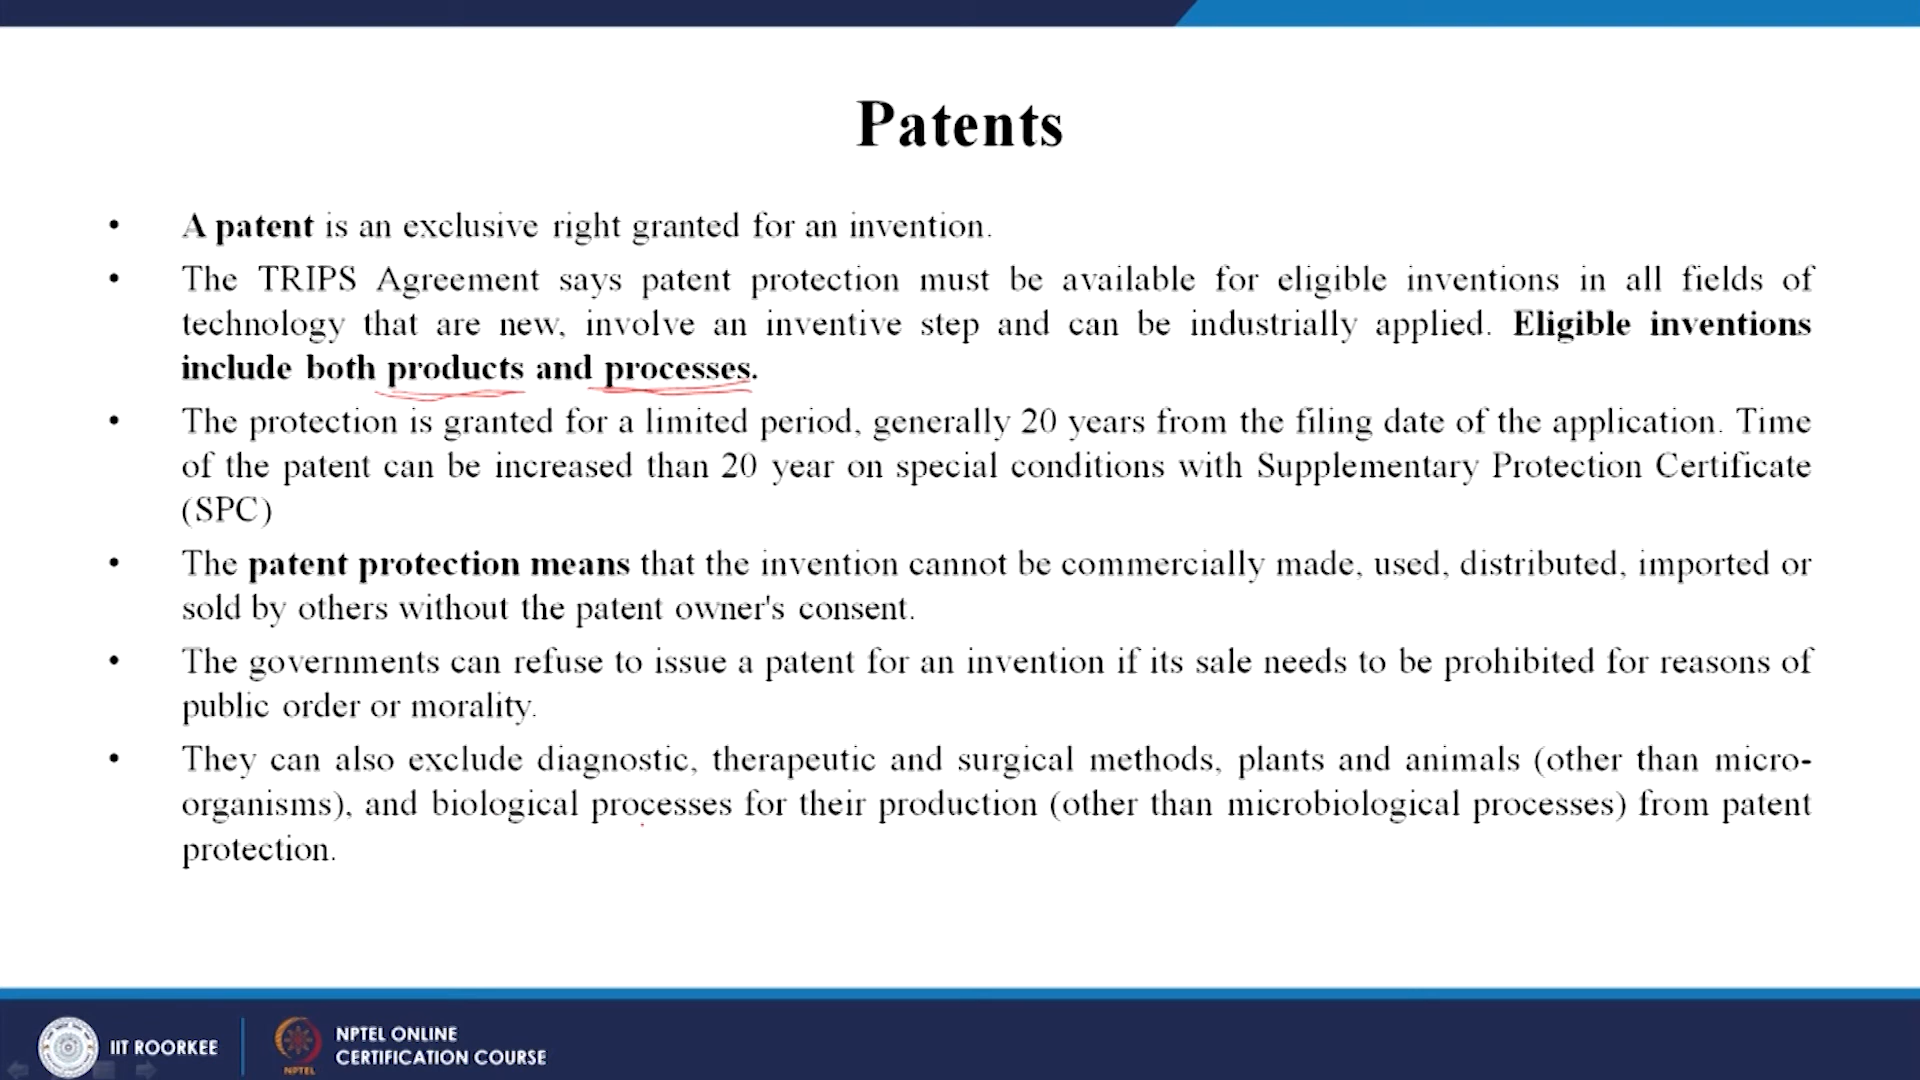 Patents
• A patent is an exclusive right granted for an invention.
• The TRIPS Agreement says patent protection must be available for eligible inventions in all fields of
technology that are new, involve an inventive step and can be industrially applied. Eligible inventions
include both products and processes.
• The protection is granted for a limited period, generally 20 years from the filing date of the application. Time
of the patent can be increased than 20 year on special conditions with Supplementary Protection Certificate
(SPC)
• The patent protection means that the invention cannot be commercially made, used, distributed, imported or
sold by others without the patent owner's consent.
• The governments can refuse to issue a patent for an invention if its sale needs to be prohibited for reasons of
public order or morality.
• They can also exclude diagnostic, therapeutic and surgical methods, plants and animals (other than micro-
organisms), and biological processes for their production (other than microbiological processes) from patent
protection.
IIT ROORKEE
NPTEL ONLINE
CERTIFICATION COURSE
NPTEL